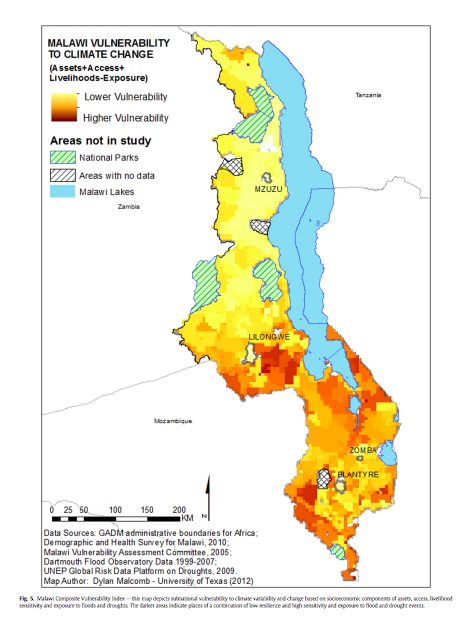 MALAWI VULNERABILITY
TO CLIMATE CHANGE
(Assets+Access+
Livelihoods-Exposure)
Lower Vulnerability
Higher Vulnerability
Areas not in study
National Parks
Areas with no data
Malawi Lakes
Tanzania
Zambia
MZUZU
LILONGWE
Mozambique
ZOMBA
BLANTYRE
0 25 50 100 150 200
KM
N
Data Sources: GADM administrative boundaries for Africa;
Demographic and Health Survey for Malawi, 2010;
Malawi Vulnerability Assessment Committee, 2005;
Dartmouth Flood Observatory Data 1999-2007;
UNEP Global Risk Data Platform on Droughts, 2009.
Map Author: Dylan Malcomb - University of Texas (2012)
Fig. 5. Malawi Composite Vulnerability Index – this map depicts subnational vulnerability to climate variability and change based on socioeconomic components of assets, access, livelihood
sensitivity and exposure to floods and droughts. The darker areas indicate places of a combination of low resilience and high sensitivity and exposure to flood and drought events.